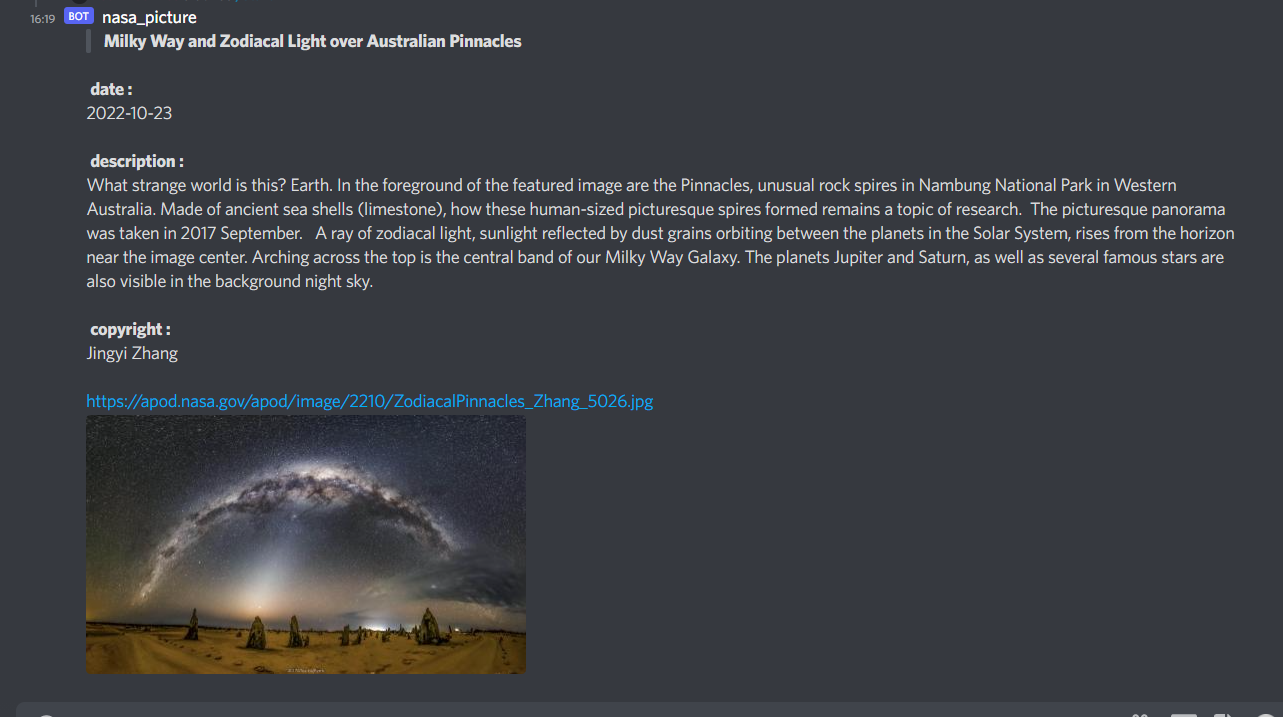 16:19 BOT nasa_picture
Milky Way and Zodiacal Light over Australian Pinnacles
date :
2022-10-23
description :
What strange world is this? Earth. In the foreground of the featured image are the Pinnacles, unusual rock spires in Nambung National Park in Western
Australia. Made of ancient sea shells (limestone), how these human-sized picturesque spires formed remains a topic of research.  The picturesque panorama
was taken in 2017 September.   A ray of zodiacal light, sunlight reflected by dust grains orbiting between the planets in the Solar System, rises from the horizon
near the image center. Arching across the top is the central band of our Milky Way Galaxy. The planets Jupiter and Saturn, as well as several famous stars are
also visible in the background night sky.
copyright :
Jingyi Zhang
https://apod.nasa.gov/apod/image/2210/ZodiacalPinnacles_Zhang_5026.jpg